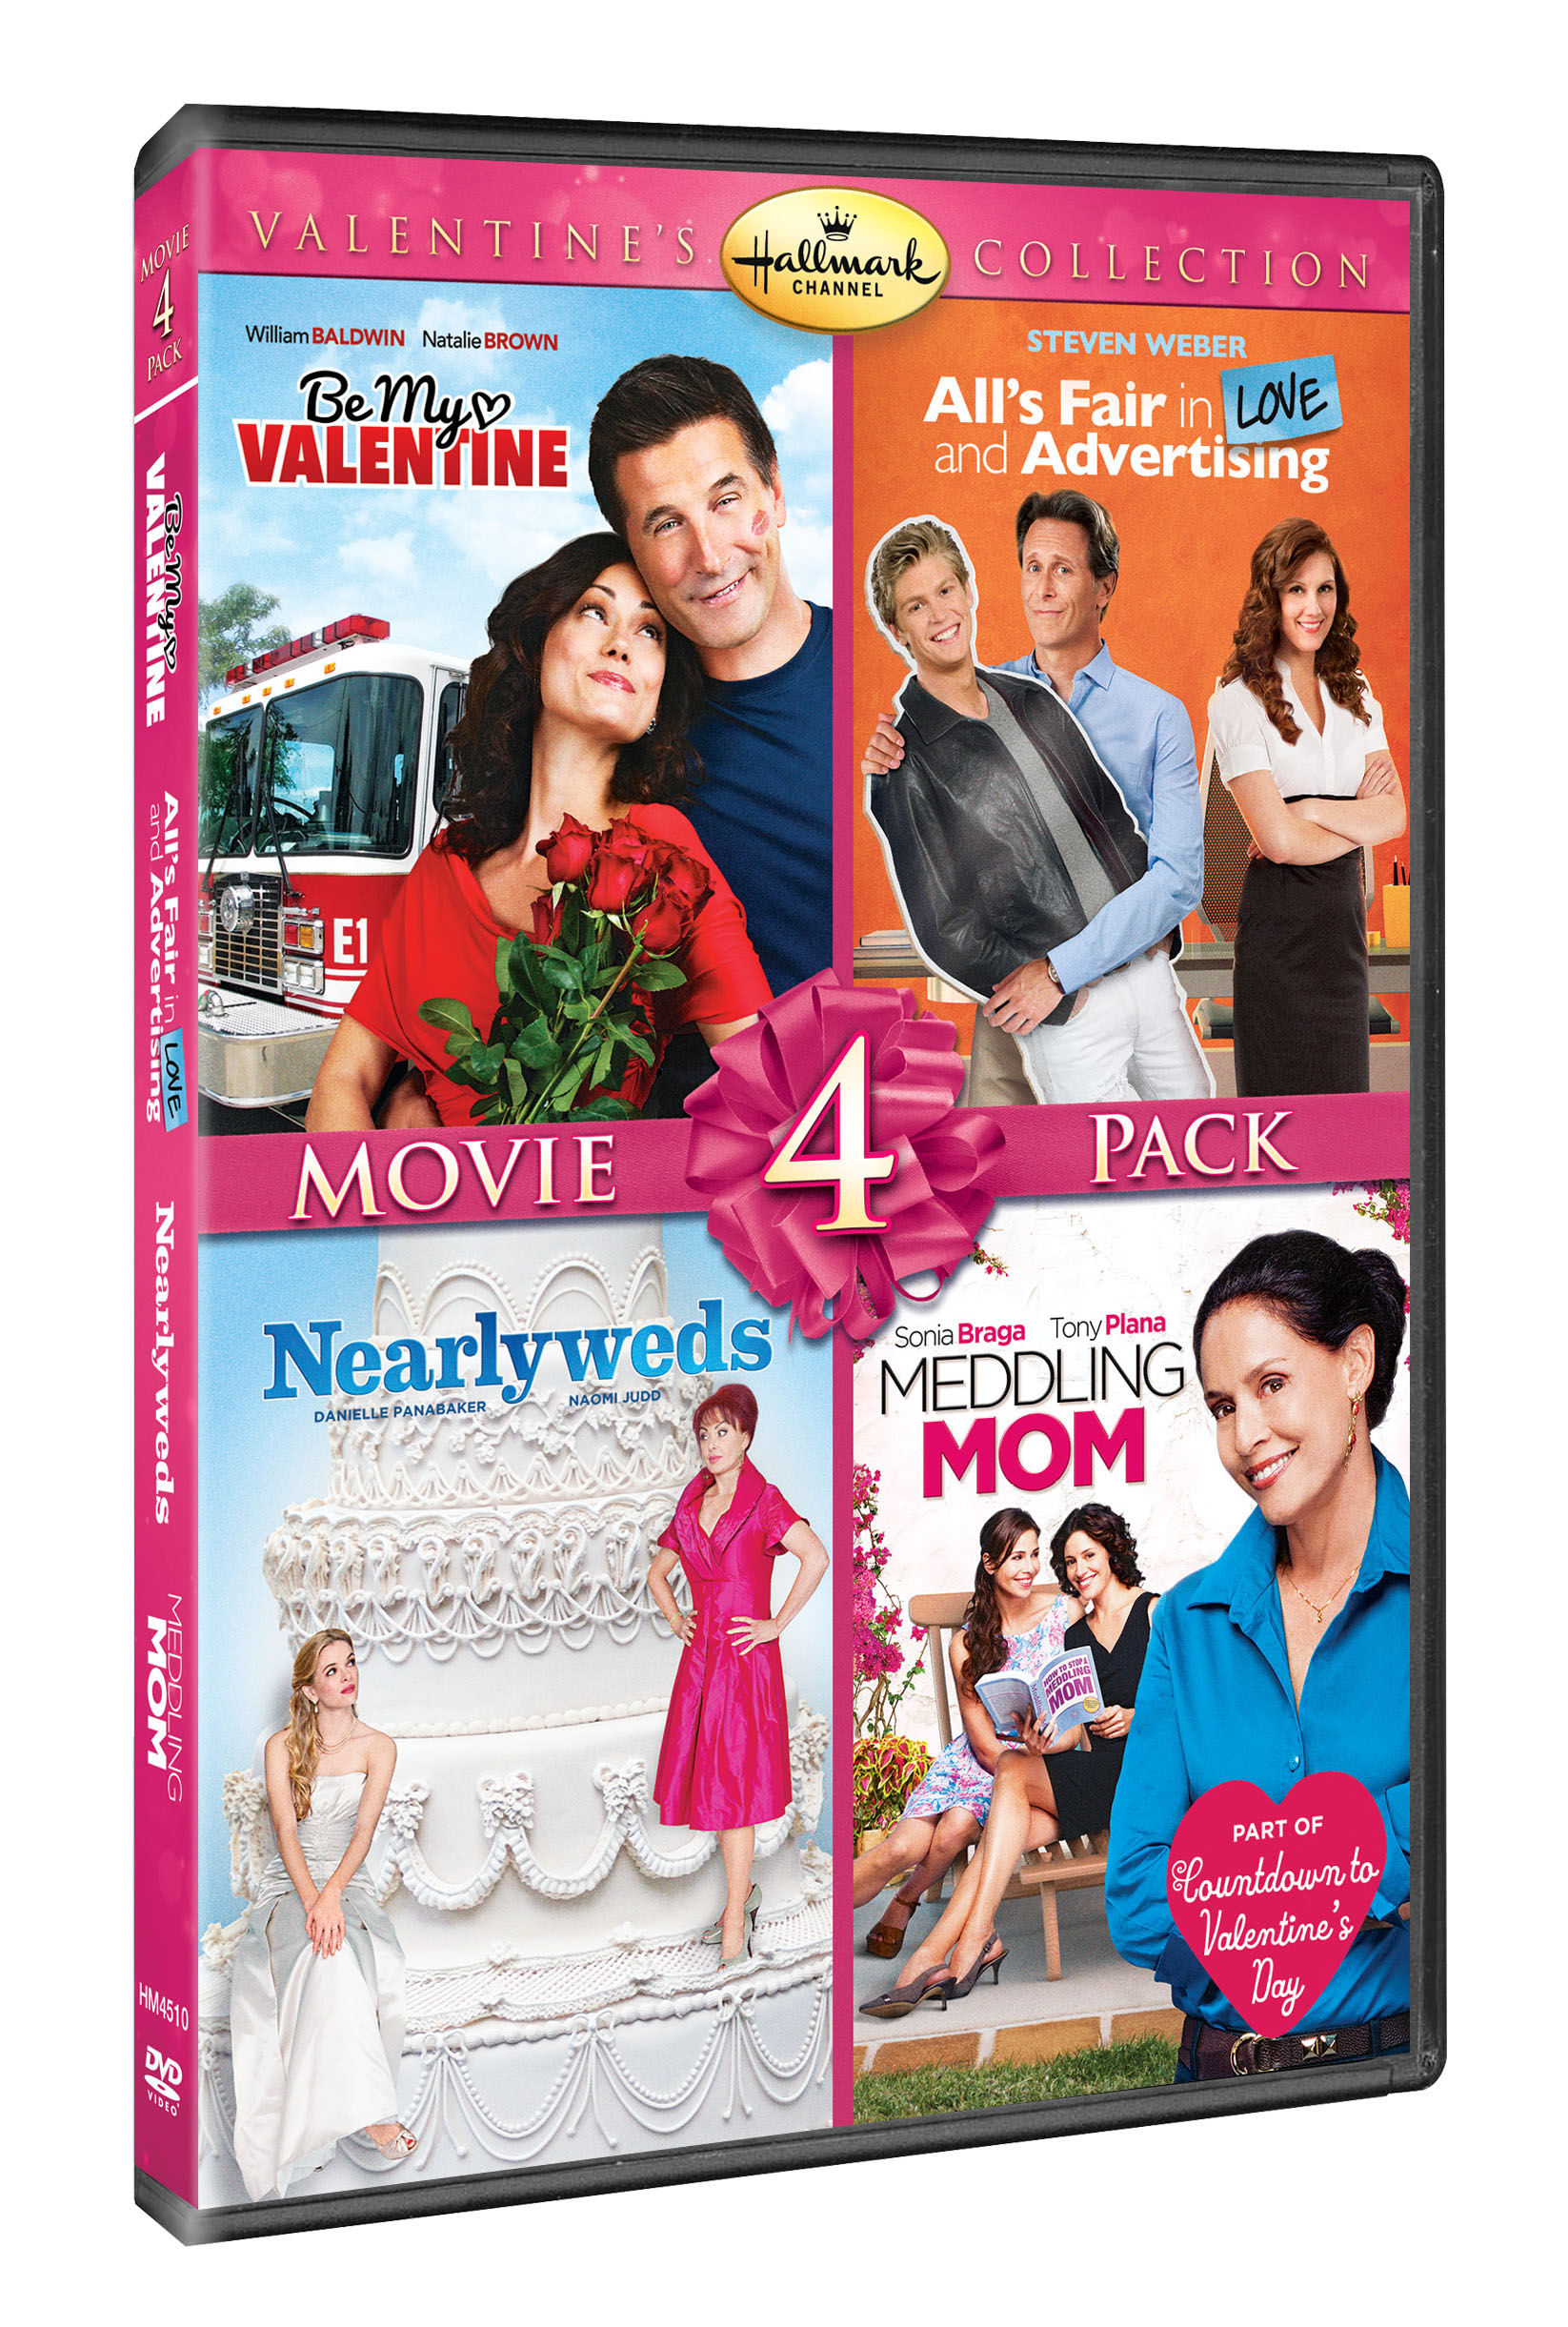 VALENTINE'S Hallmark COLLECTION
CHANNEL
William BALDWIN Natalie BROWN
Be My
VALENTINE
E1
STEVEN WEBER
All's Fair in LOVE
and Advertising
MOVIE 4 PACK
Nearlyweds
DANIELLE PANABAKER NAOMI JUDD
Sonia Braga Tony Plana
MEDDLING
MOM
HOW TO STOP A
MEDDLING
MOM
PART OF
Countdown to
Valentine's
Day
MOVIE
4
PACK
Be My
VALENTINE
All's Fair in LOVE
and Advertising
Nearlyweds
MEDDLING
MOM
HM4510
DVD
VIDEO